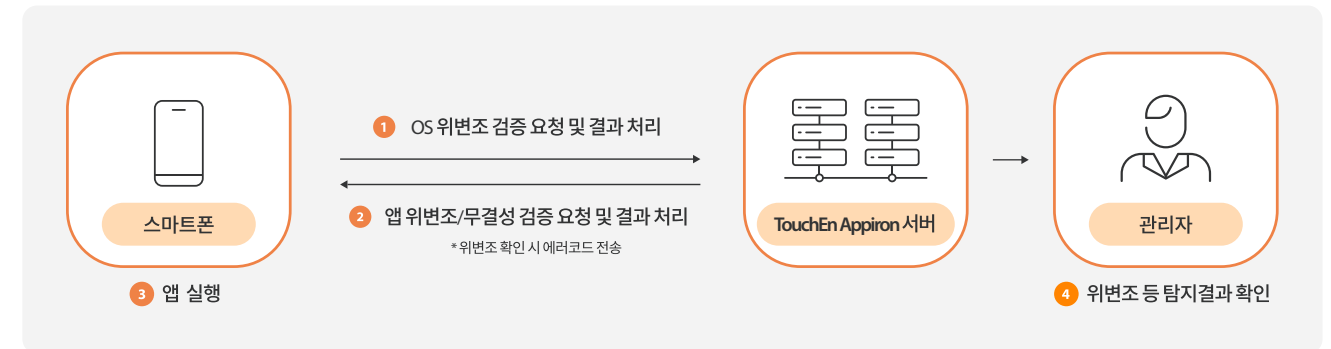 1 OS 위변조 검증 요청 및 결과 처리
2 앱 위변조/무결성 검증 요청 및 결과 처리
* 위변조 확인 시 에러코드 전송
스마트폰
3 앱 실행
TouchEn Appiron 서버
관리자
4 위변조 등 탐지결과 확인